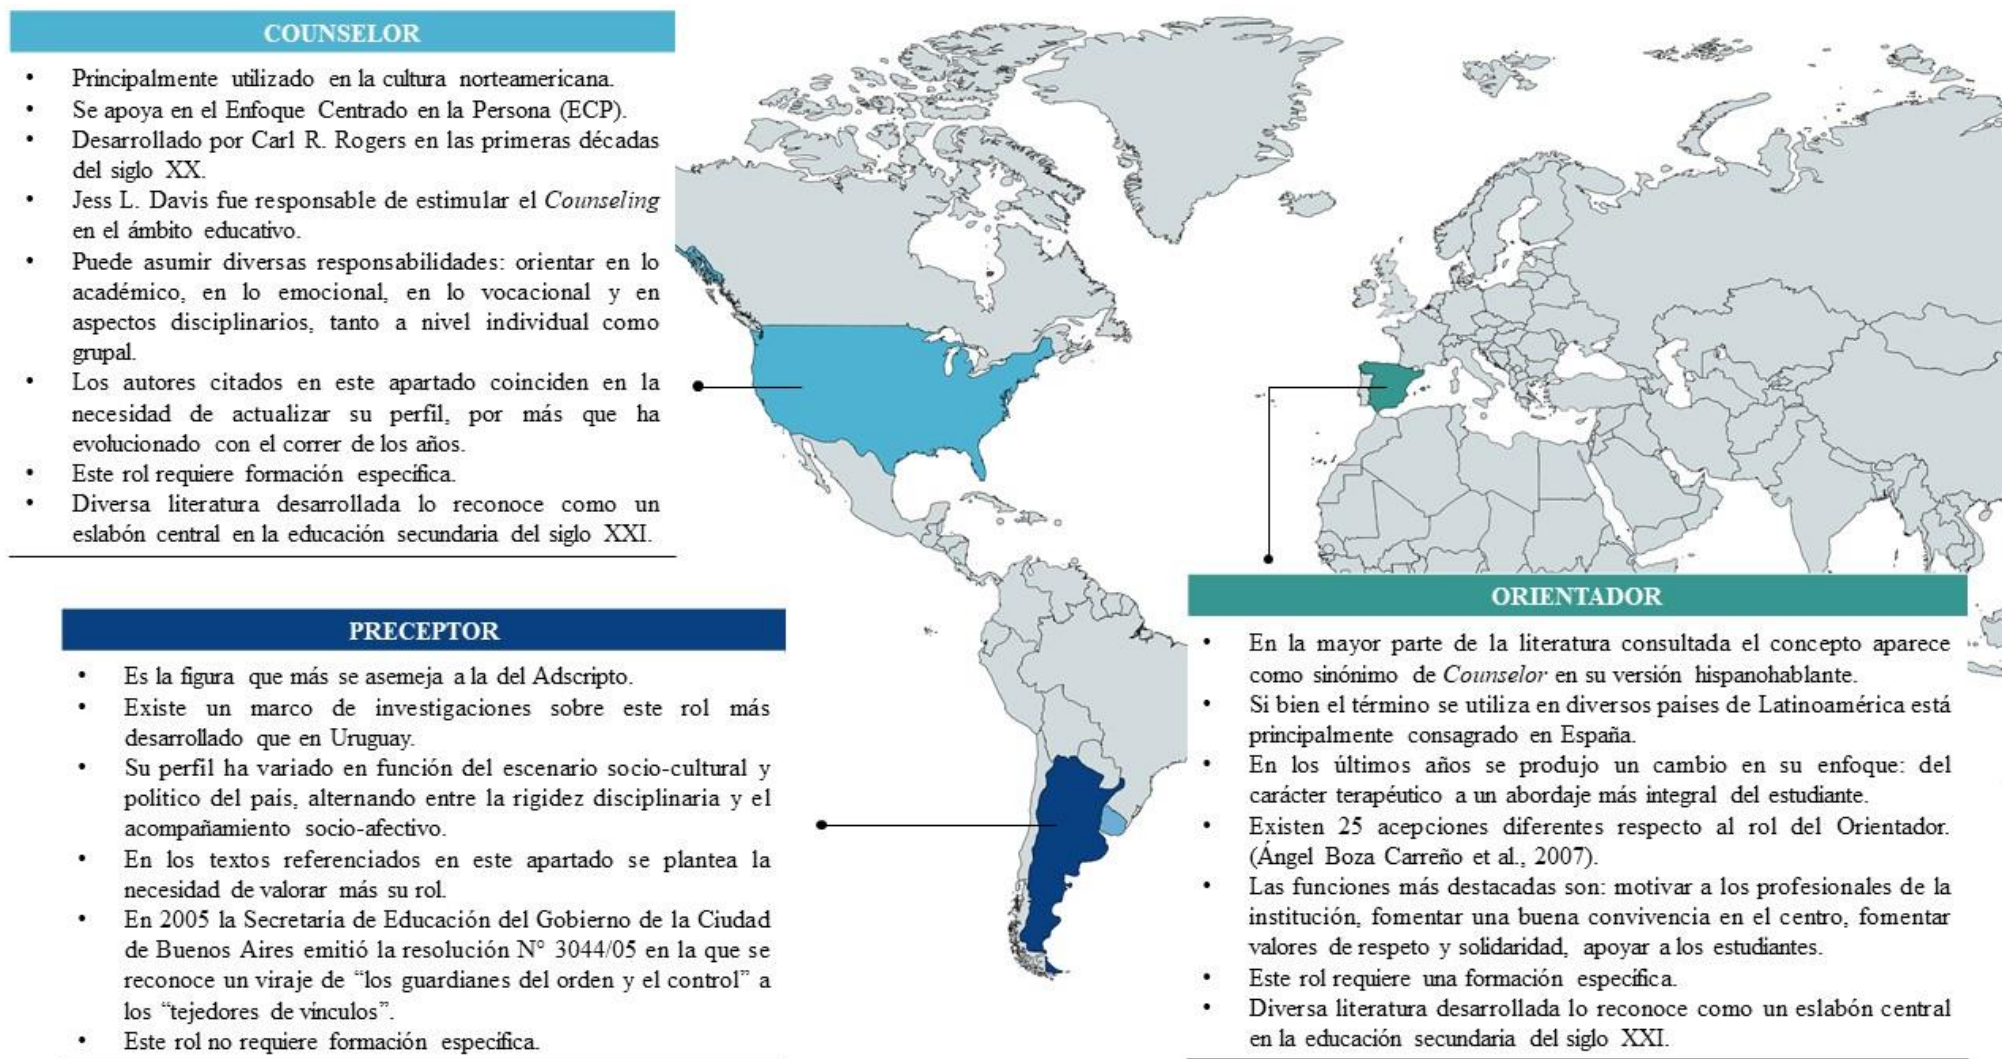 COUNSELOR
• Principalmente utilizado en la cultura norteamericana.
• Se apoya en el Enfoque Centrado en la Persona (ECP).
• Desarrollado por Carl R. Rogers en las primeras décadas
del siglo XX.
• Jess L. Davis fue responsable de estimular el Counseling
en el ámbito educativo.
• Puede asumir diversas responsabilidades: orientar en lo
académico, en lo emocional, en lo vocacional y en
aspectos disciplinarios, tanto a nivel individual como
grupal.
• Los autores citados en este apartado coinciden en la
necesidad de actualizar su perfil, por más que ha
evolucionado con el correr de los años.
• Este rol requiere formación específica.
• Diversa literatura desarrollada lo reconoce como un
eslabón central en la educación secundaria del siglo XXI.
PRECEPTOR
• Es la figura que más se asemeja a la del Adscripto.
• Existe un marco de investigaciones sobre este rol más
desarrollado que en Uruguay.
• Su perfil ha variado en función del escenario socio-cultural y
político del país, alternando entre la rigidez disciplinaria y el
acompañamiento socio-afectivo.
• En los textos referenciados en este apartado se plantea la
necesidad de valorar más su rol.
• En 2005 la Secretaría de Educación del Gobierno de la Ciudad
de Buenos Aires emitió la resolución N° 3044/05 en la que se
reconoce un viraje de “los guardianes del orden y el control” a
los “tejedores de vínculos”.
• Este rol no requiere formación específica.
ORIENTADOR
• En la mayor parte de la literatura consultada el concepto aparece
como sinónimo de Counselor en su versión hispanohablante.
• Si bien el término se utiliza en diversos países de Latinoamérica está
principalmente consagrado en España.
• En los últimos años se produjo un cambio en su enfoque: del
carácter terapéutico a un abordaje más integral del estudiante.
• Existen 25 acepciones diferentes respecto al rol del Orientador.
(Ángel Boza Carreño et al., 2007).
• Las funciones más destacadas son: motivar a los profesionales de la
institución, fomentar una buena convivencia en el centro, fomentar
valores de respeto y solidaridad, apoyar a los estudiantes.
• Este rol requiere una formación específica.
• Diversa literatura desarrollada lo reconoce como un eslabón central
en la educación secundaria del siglo XXI.